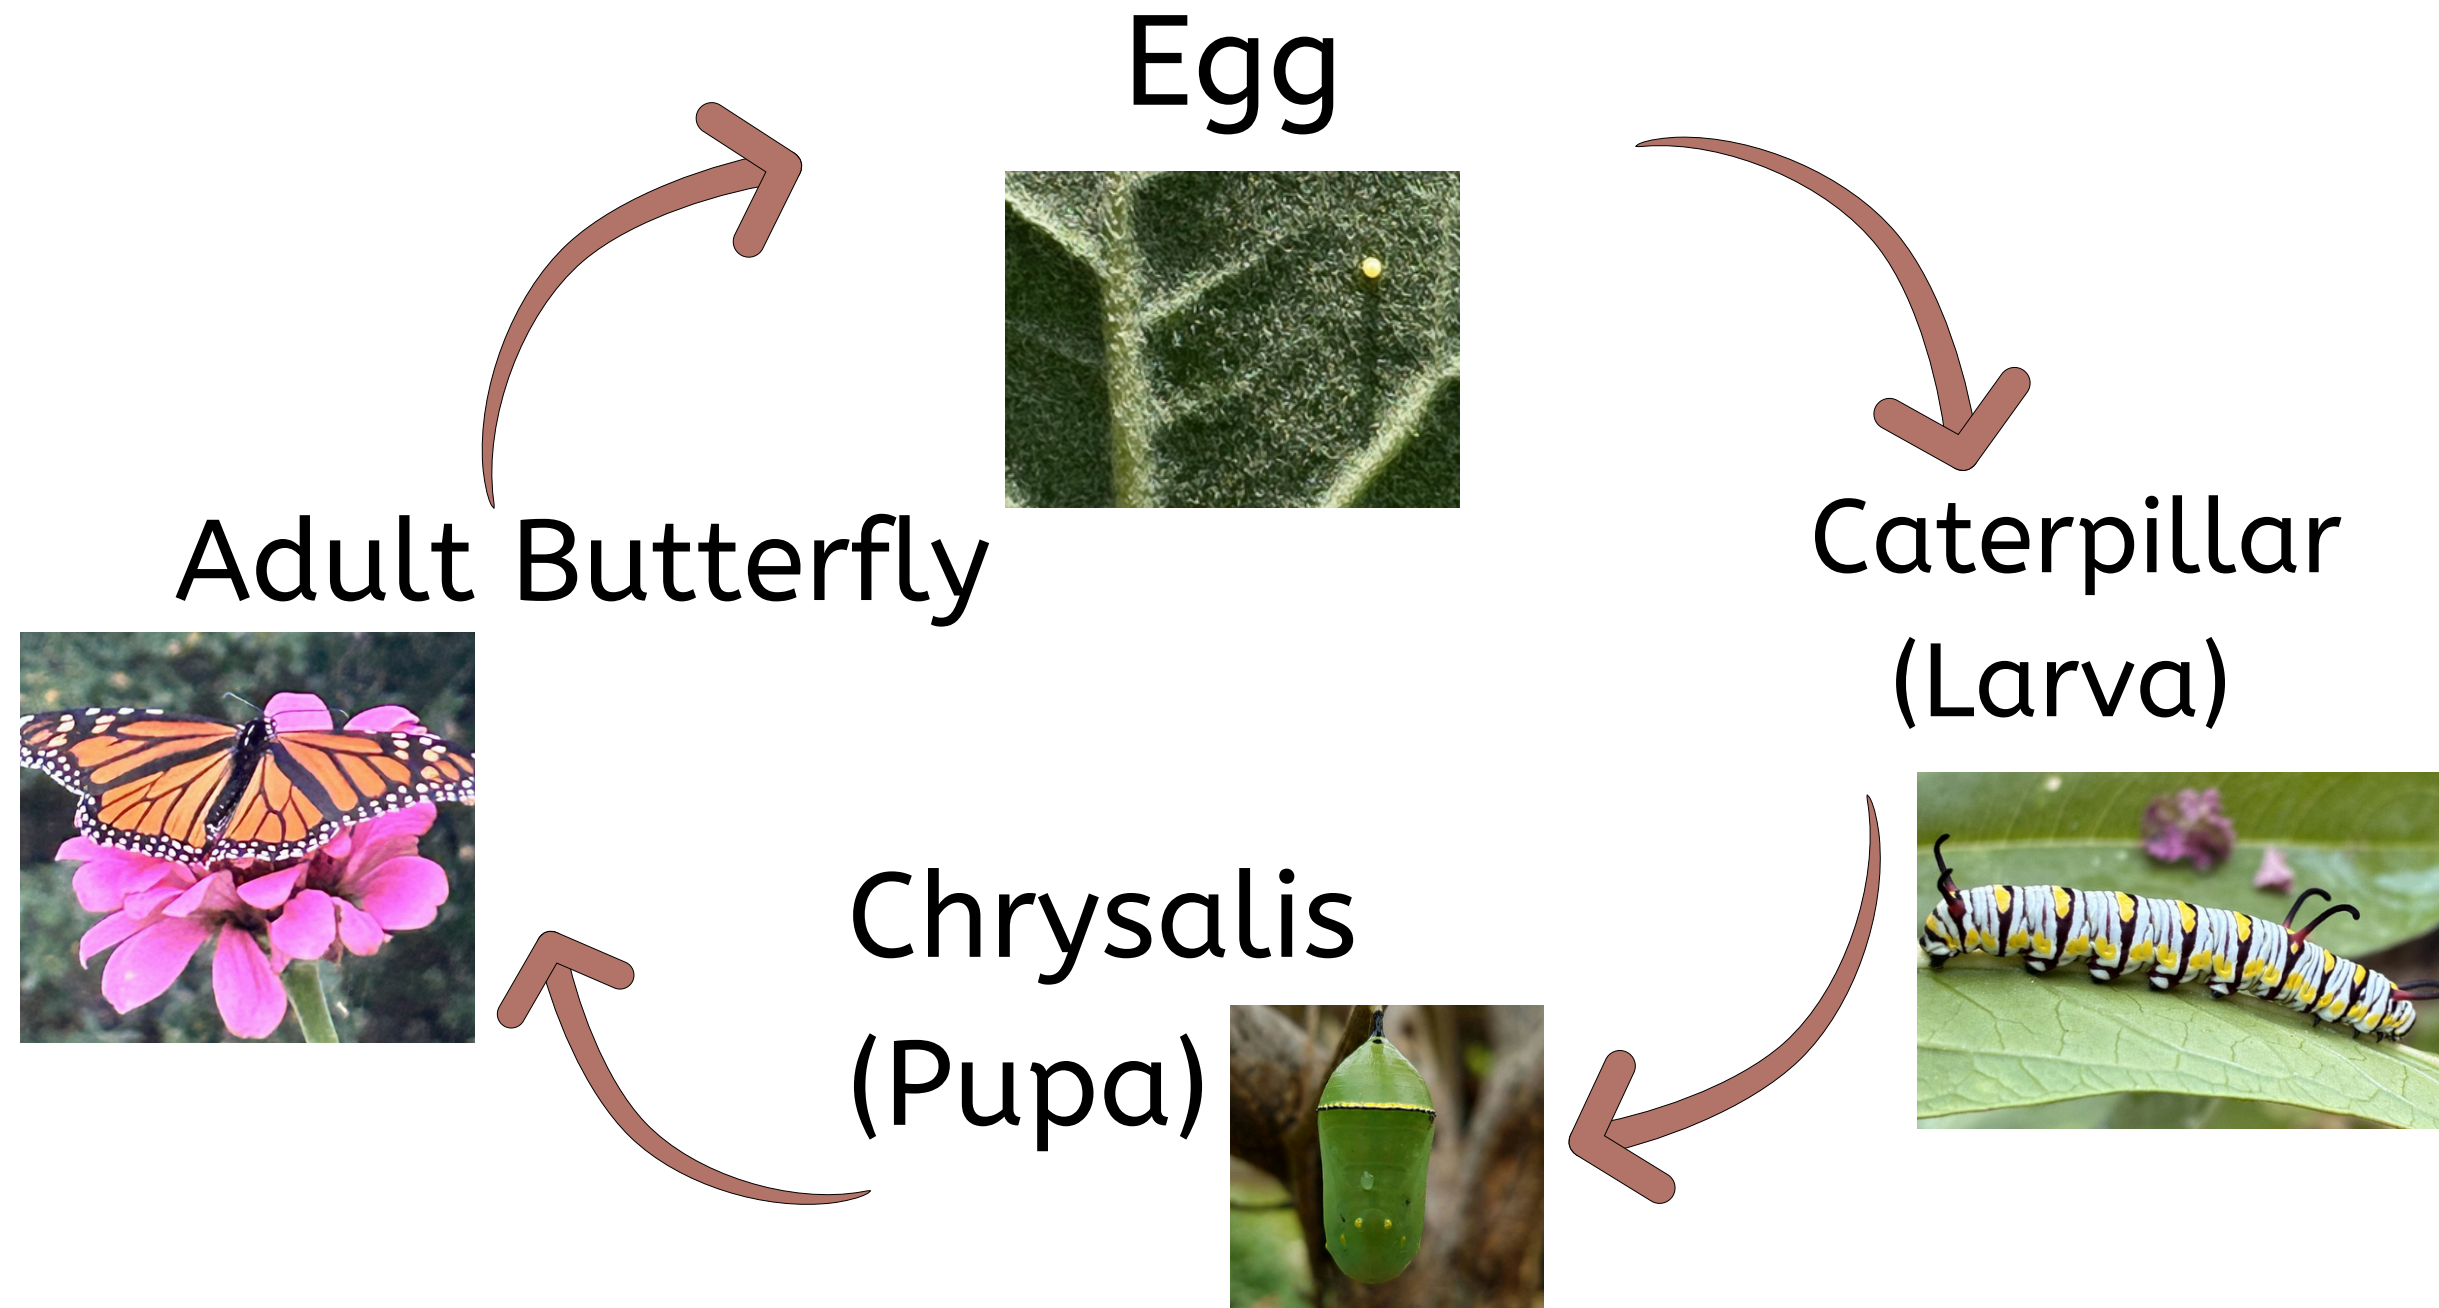 Egg
Caterpillar
(Larva)
Chrysalis
(Pupa)
Adult Butterfly